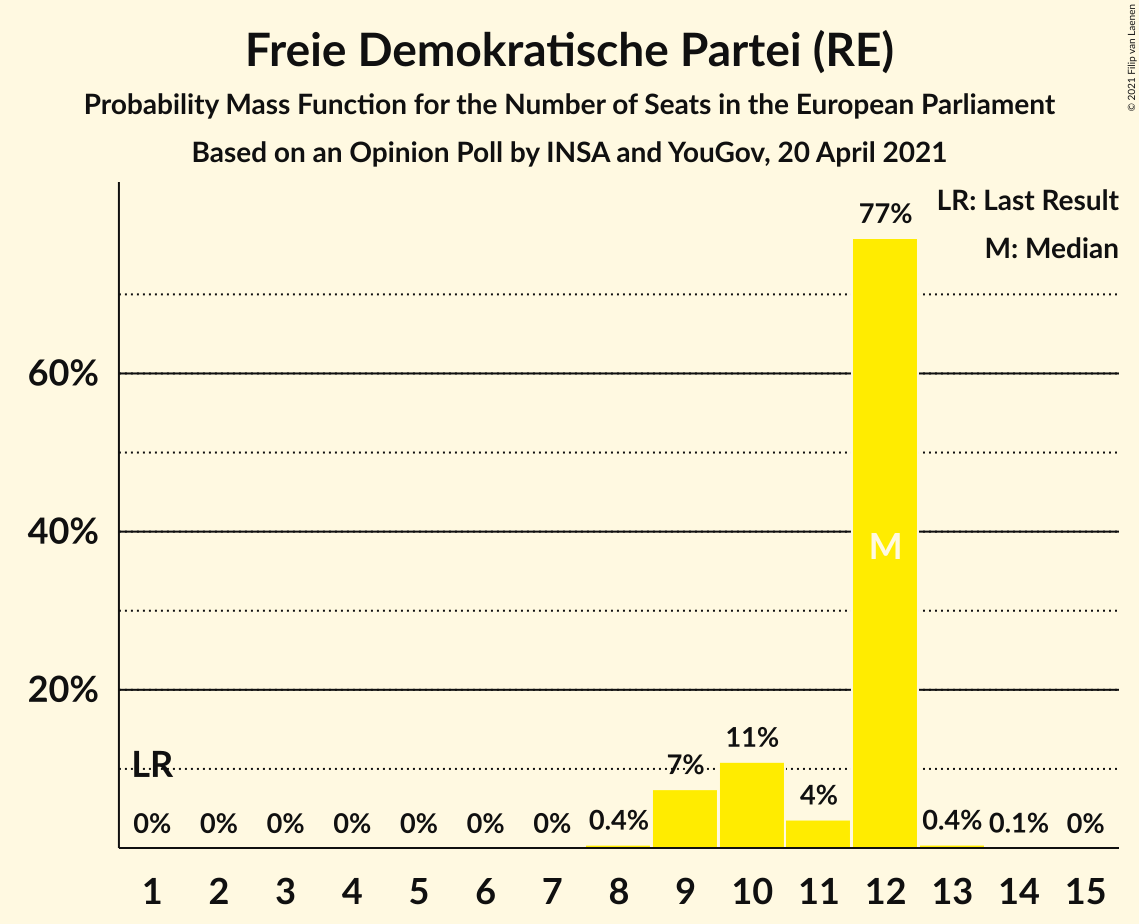 Freie Demokratische Partei (RE)
Probability Mass Function for the Number of Seats in the European Parliament
Based on an Opinion Poll by INSA and YouGov, 20 April 2021
© 2021 Filip van Laenen
LR: Last Result
M: Median
77%
60%
40%
M
20%
LR
0% 0% 0% 0% 0% 0% 0% 0.4% 7% 11% 4% 0.4% 0.1% 0%
1 2 3 4 5 6 7 8 9 10 11 12 13 14 15